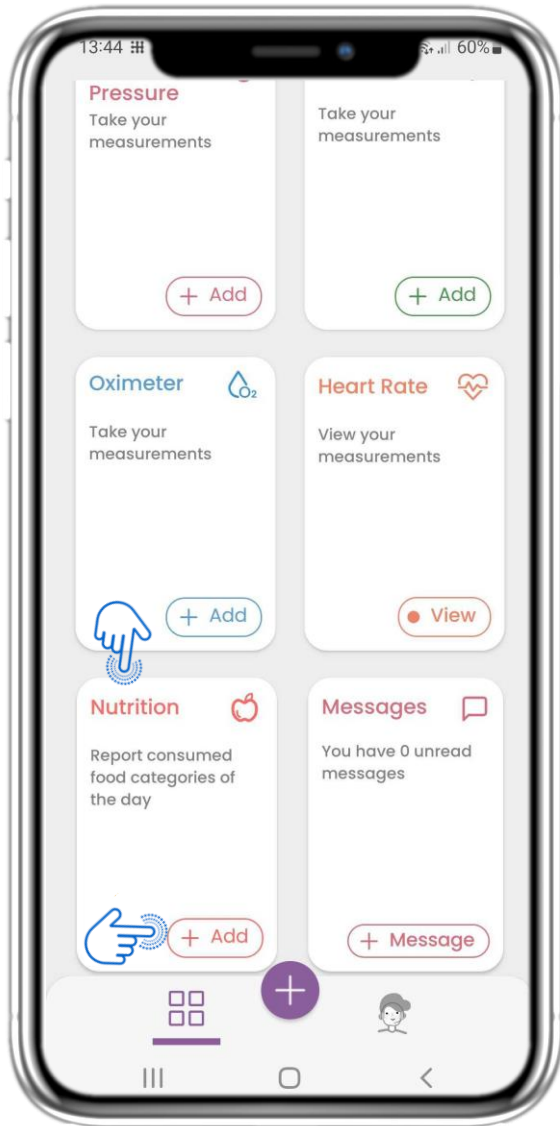 13:44
60%
Pressure
Take your
measurements
+ Add
Take your
measurements
+ Add
Oximeter
O₂
Take your
measurements
+ Add
Heart Rate
View your
measurements
View
Nutrition
Report consumed
food categories of
the day
+ Add
Messages
You have 0 unread
messages
+ Message